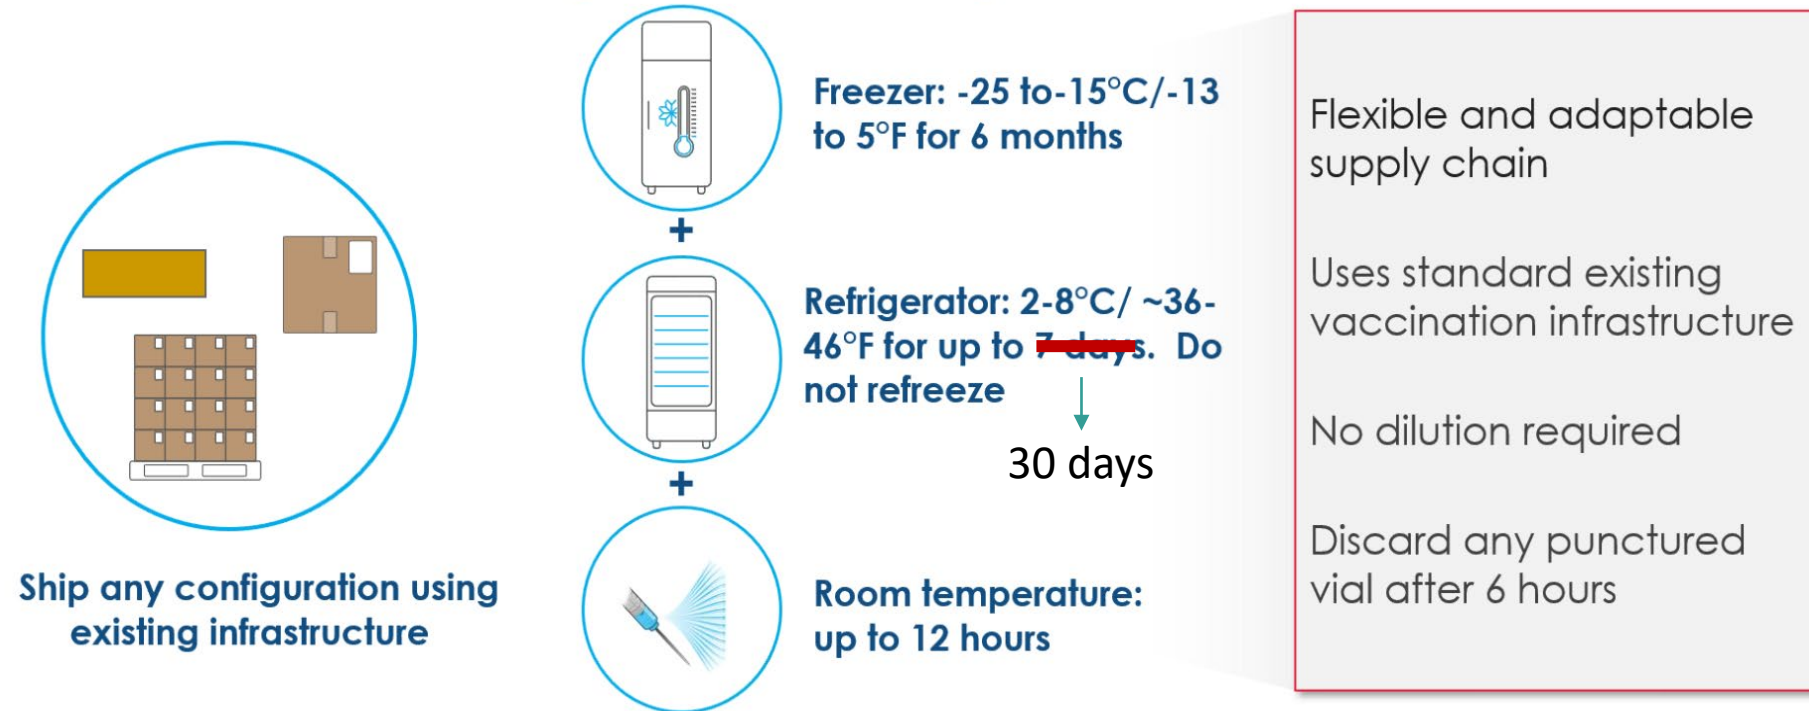 Ship any configuration using
existing infrastructure
Freezer: -25 to-15°C/-13
to 5°F for 6 months
+
Refrigerator: 2-8°C/ ~36-
46°F for up to 7 days. Do
not refreeze
30 days
+
Room temperature:
up to 12 hours
Flexible and adaptable
supply chain
Uses standard existing
vaccination infrastructure
No dilution required
Discard any punctured
vial after 6 hours